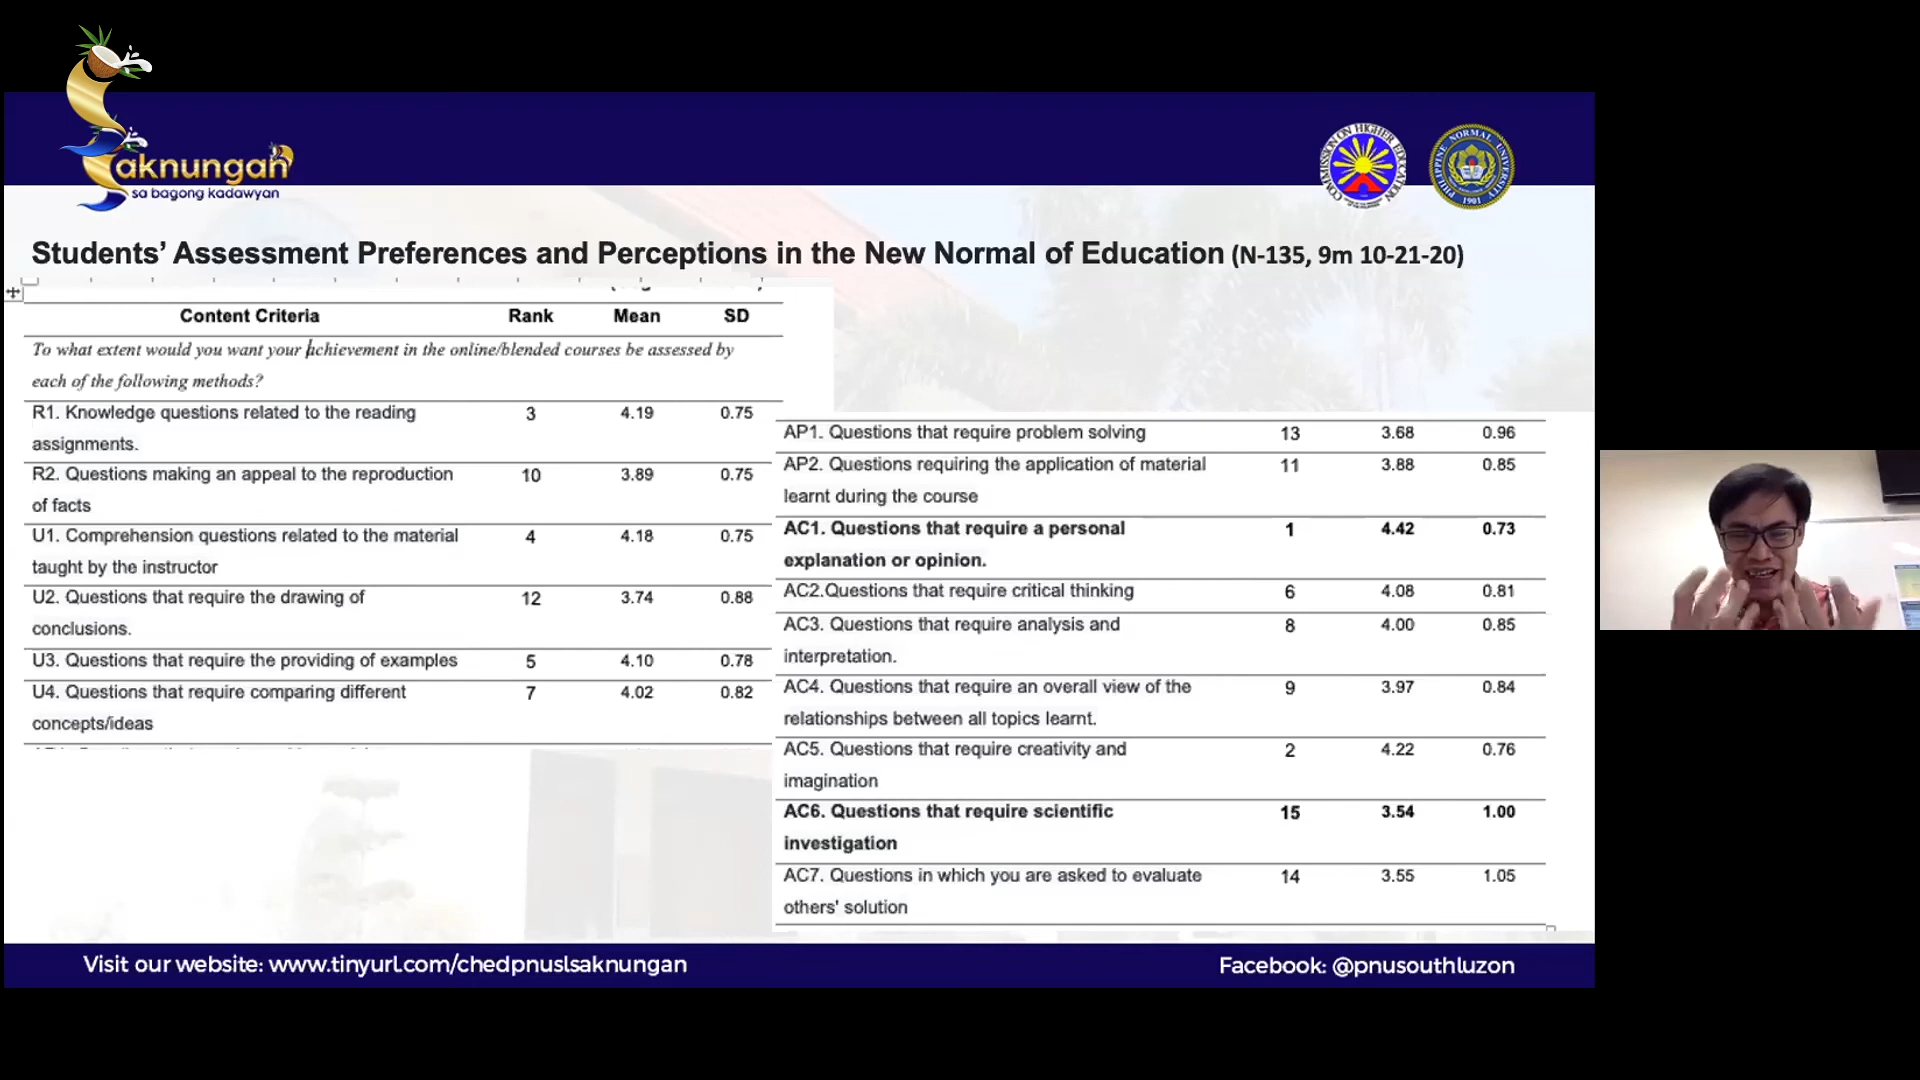 Saknungan
sa bagong kadawyan
COMMISSION ON HIGHER EDUCATION
PHILIPPINE NORMAL UNIVERSITY
1901
Students’ Assessment Preferences and Perceptions in the New Normal of Education (N-135, 9m 10-21-20)
Content Criteria Rank Mean SD
To what extent would you want your achievement in the online/blended courses be assessed by
each of the following methods?
R1. Knowledge questions related to the reading 3 4.19 0.75
assignments.
R2. Questions making an appeal to the reproduction 10 3.89 0.75
of facts
U1. Comprehension questions related to the material 4 4.18 0.75
taught by the instructor
U2. Questions that require the drawing of 12 3.74 0.88
conclusions.
U3. Questions that require the providing of examples 5 4.10 0.78
U4. Questions that require comparing different 7 4.02 0.82
concepts/ideas
AP1. Questions that require problem solving 13 3.68 0.96
AP2. Questions requiring the application of material 11 3.88 0.85
learnt during the course
AC1. Questions that require a personal 1 4.42 0.73
explanation or opinion.
AC2.Questions that require critical thinking 6 4.08 0.81
AC3. Questions that require analysis and 8 4.00 0.85
interpretation.
AC4. Questions that require an overall view of the 9 3.97 0.84
relationships between all topics learnt.
AC5. Questions that require creativity and 2 4.22 0.76
imagination
AC6. Questions that require scientific 15 3.54 1.00
investigation
AC7. Questions in which you are asked to evaluate 14 3.55 1.05
others' solution
Visit our website: www.tinyurl.com/chedpnuslsaknungan
Facebook: @pnusouthluzon